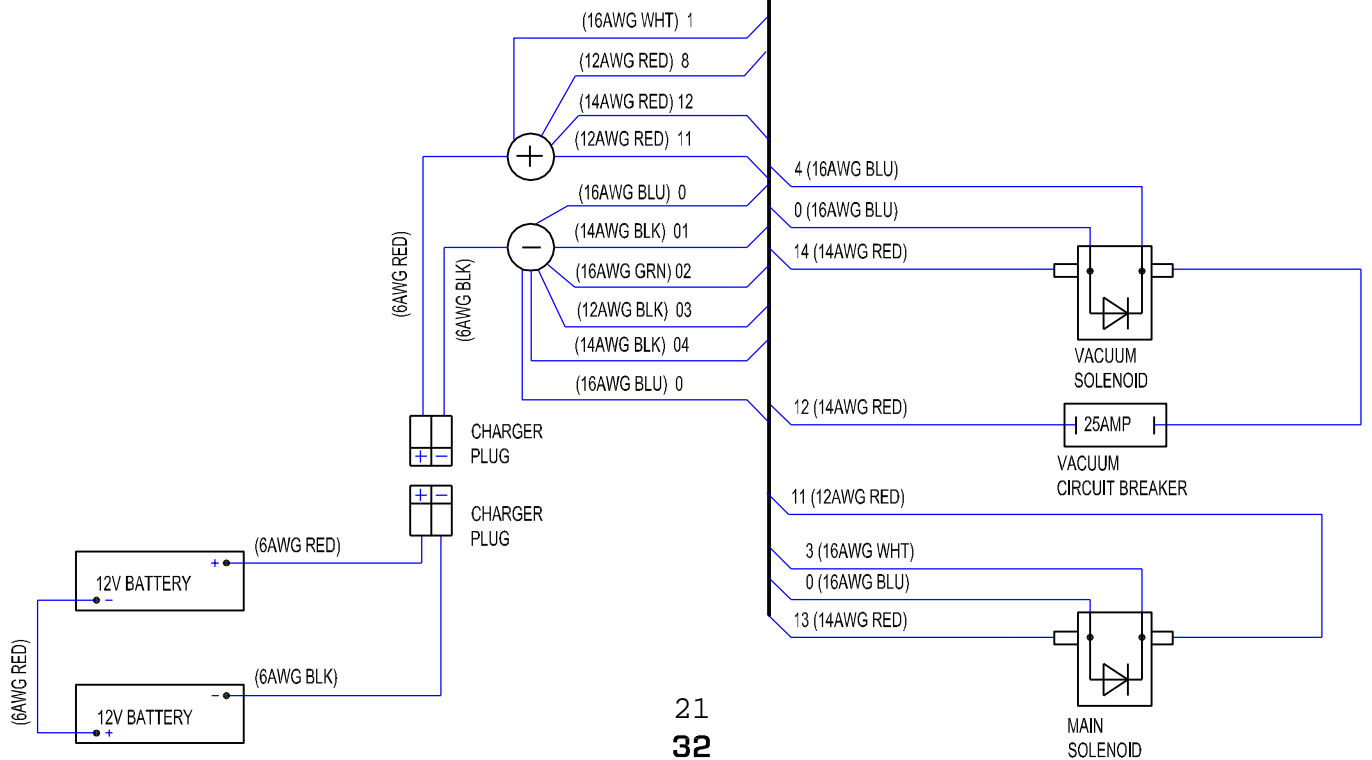 (16AWG WHT) 1
(12AWG RED) 8
(14AWG RED) 12
(12AWG RED) 11
+
(16AWG BLU) 0
(14AWG BLK) 01
−
(16AWG GRN) 02
(12AWG BLK) 03
(14AWG BLK) 04
(16AWG BLU) 0
(6AWG RED)
(6AWG BLK)
4 (16AWG BLU)
0 (16AWG BLU)
14 (14AWG RED)
VACUUM
SOLENOID
12 (14AWG RED)
25AMP
VACUUM
CIRCUIT BREAKER
+ −
CHARGER
PLUG
+ −
CHARGER
PLUG
11 (12AWG RED)
3 (16AWG WHT)
0 (16AWG BLU)
13 (14AWG RED)
MAIN
SOLENOID
(6AWG RED)
+
12V BATTERY
−
(6AWG RED)
(6AWG BLK)
−
12V BATTERY
+
21
32